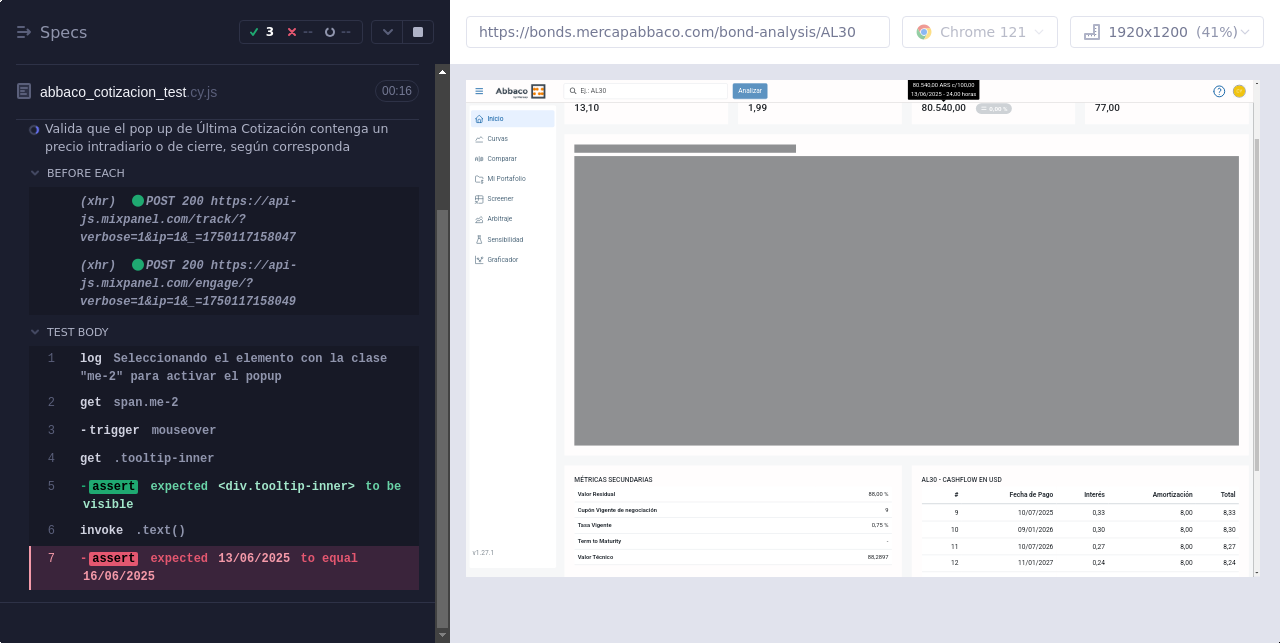 Specs
3
--
--
https://bonds.mercapabbaco.com/bond-analysis/AL30
Chrome 121
1920x1200 (41%)
abbaco_cotizacion_test.cy.js
00:16
Valida que el pop up de Última Cotización contenga un
precio intradiario o de cierre, según corresponda
BEFORE EACH
(xhr) POST 200 https://api-
js.mixpanel.com/track/?
verbose=1&ip=1&_=1750117158047
(xhr) POST 200 https://api-
js.mixpanel.com/engage/?
verbose=1&ip=1&_=1750117158049
TEST BODY
1 log Seleccionando el elemento con la clase
"me-2" para activar el popup
2 get span.me-2
3 -trigger mouseover
4 get .tooltip-inner
5 -assert expected <div.tooltip-inner> to be
visible
6 invoke .text()
7 -assert expected 13/06/2025 to equal
16/06/2025
Abbaco
Ej.: AL30
Analizar
80.540,00 ARS c/100,00
13/06/2025 - 24,00 horas
13,10
1,99
80.540,00
= 0,00 %
77,00
Inicio
Curvas
Comparar
Mi Portafolio
Screener
Arbitraje
Sensibilidad
Graficador
v1.27.1
MÉTRICAS SECUNDARIAS
Valor Residual 88,00 %
Cupón Vigente de negociación 9
Tasa Vigente 0,75 %
Term to Maturity -
Valor Técnico 88,2897
AL30 - CASHFLOW EN USD
# Fecha de Pago Interés Amortización Total
9 10/07/2025 0,33 8,00 8,33
10 09/01/2026 0,30 8,00 8,30
11 10/07/2026 0,27 8,00 8,27
12 11/01/2027 0,24 8,00 8,24